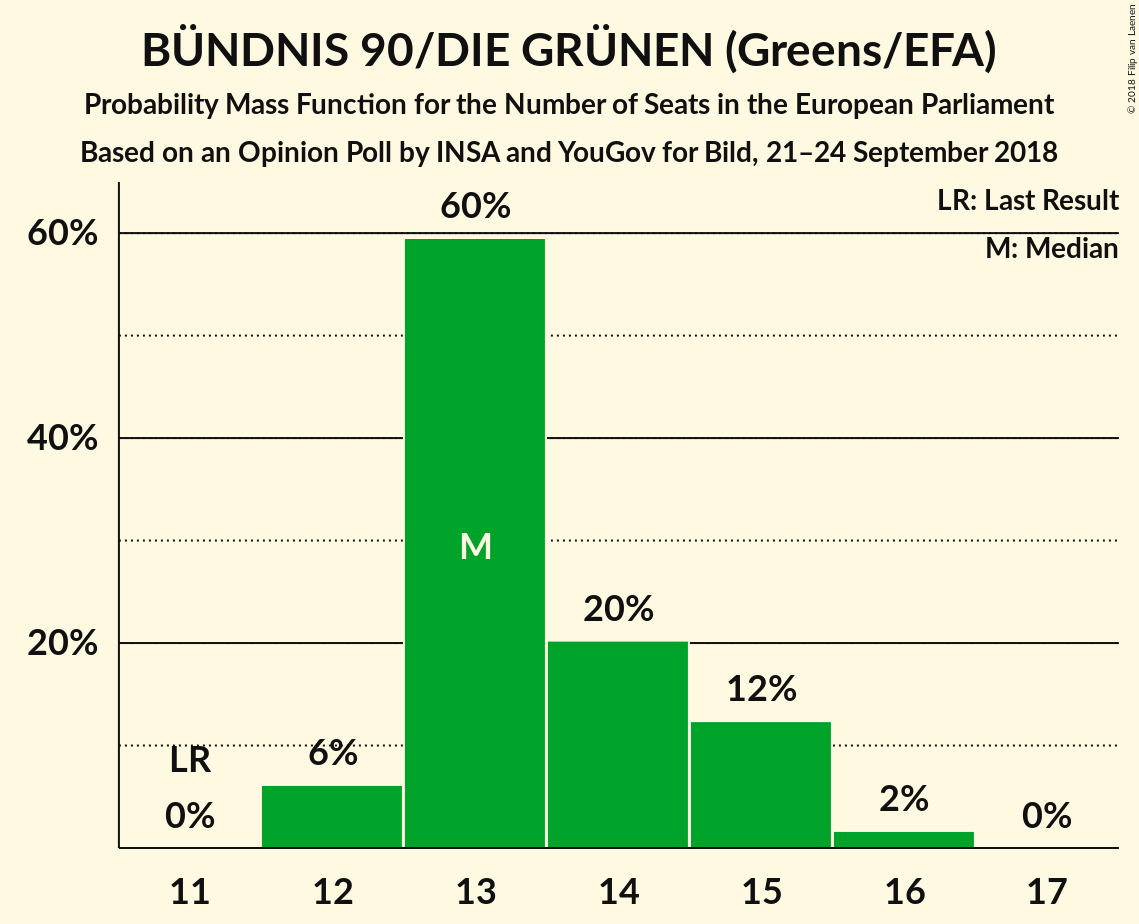 BÜNDNIS 90/DIE GRÜNEN (Greens/EFA)
Probability Mass Function for the Number of Seats in the European Parliament
Based on an Opinion Poll by INSA and YouGov for Bild, 21–24 September 2018
© 2018 Filip van Laenen
LR: Last Result
M: Median
60%
40%
20%
LR
0%
6%
60%
M
20%
12%
2%
0%
11 12 13 14 15 16 17